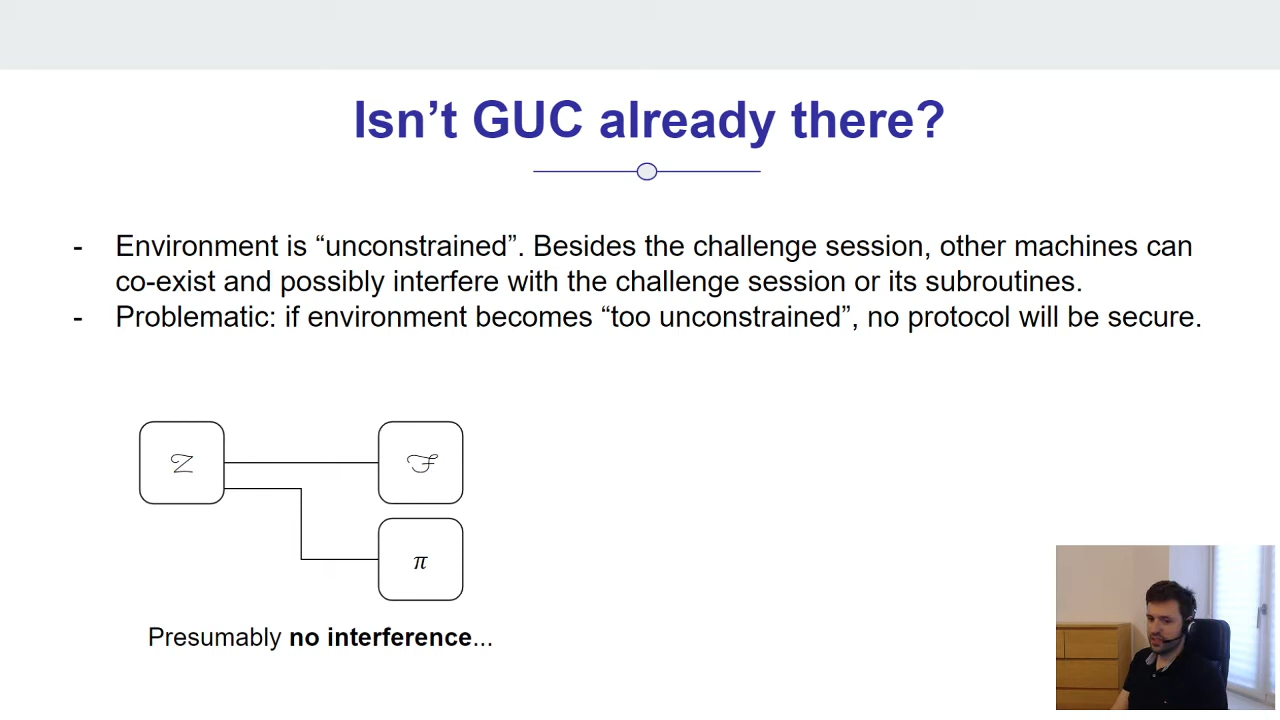 Isn’t GUC already there?
- Environment is “unconstrained”. Besides the challenge session, other machines can
co-exist and possibly interfere with the challenge session or its subroutines.
- Problematic: if environment becomes “too unconstrained”, no protocol will be secure.
𝒵
ℱ
π
Presumably no interference...